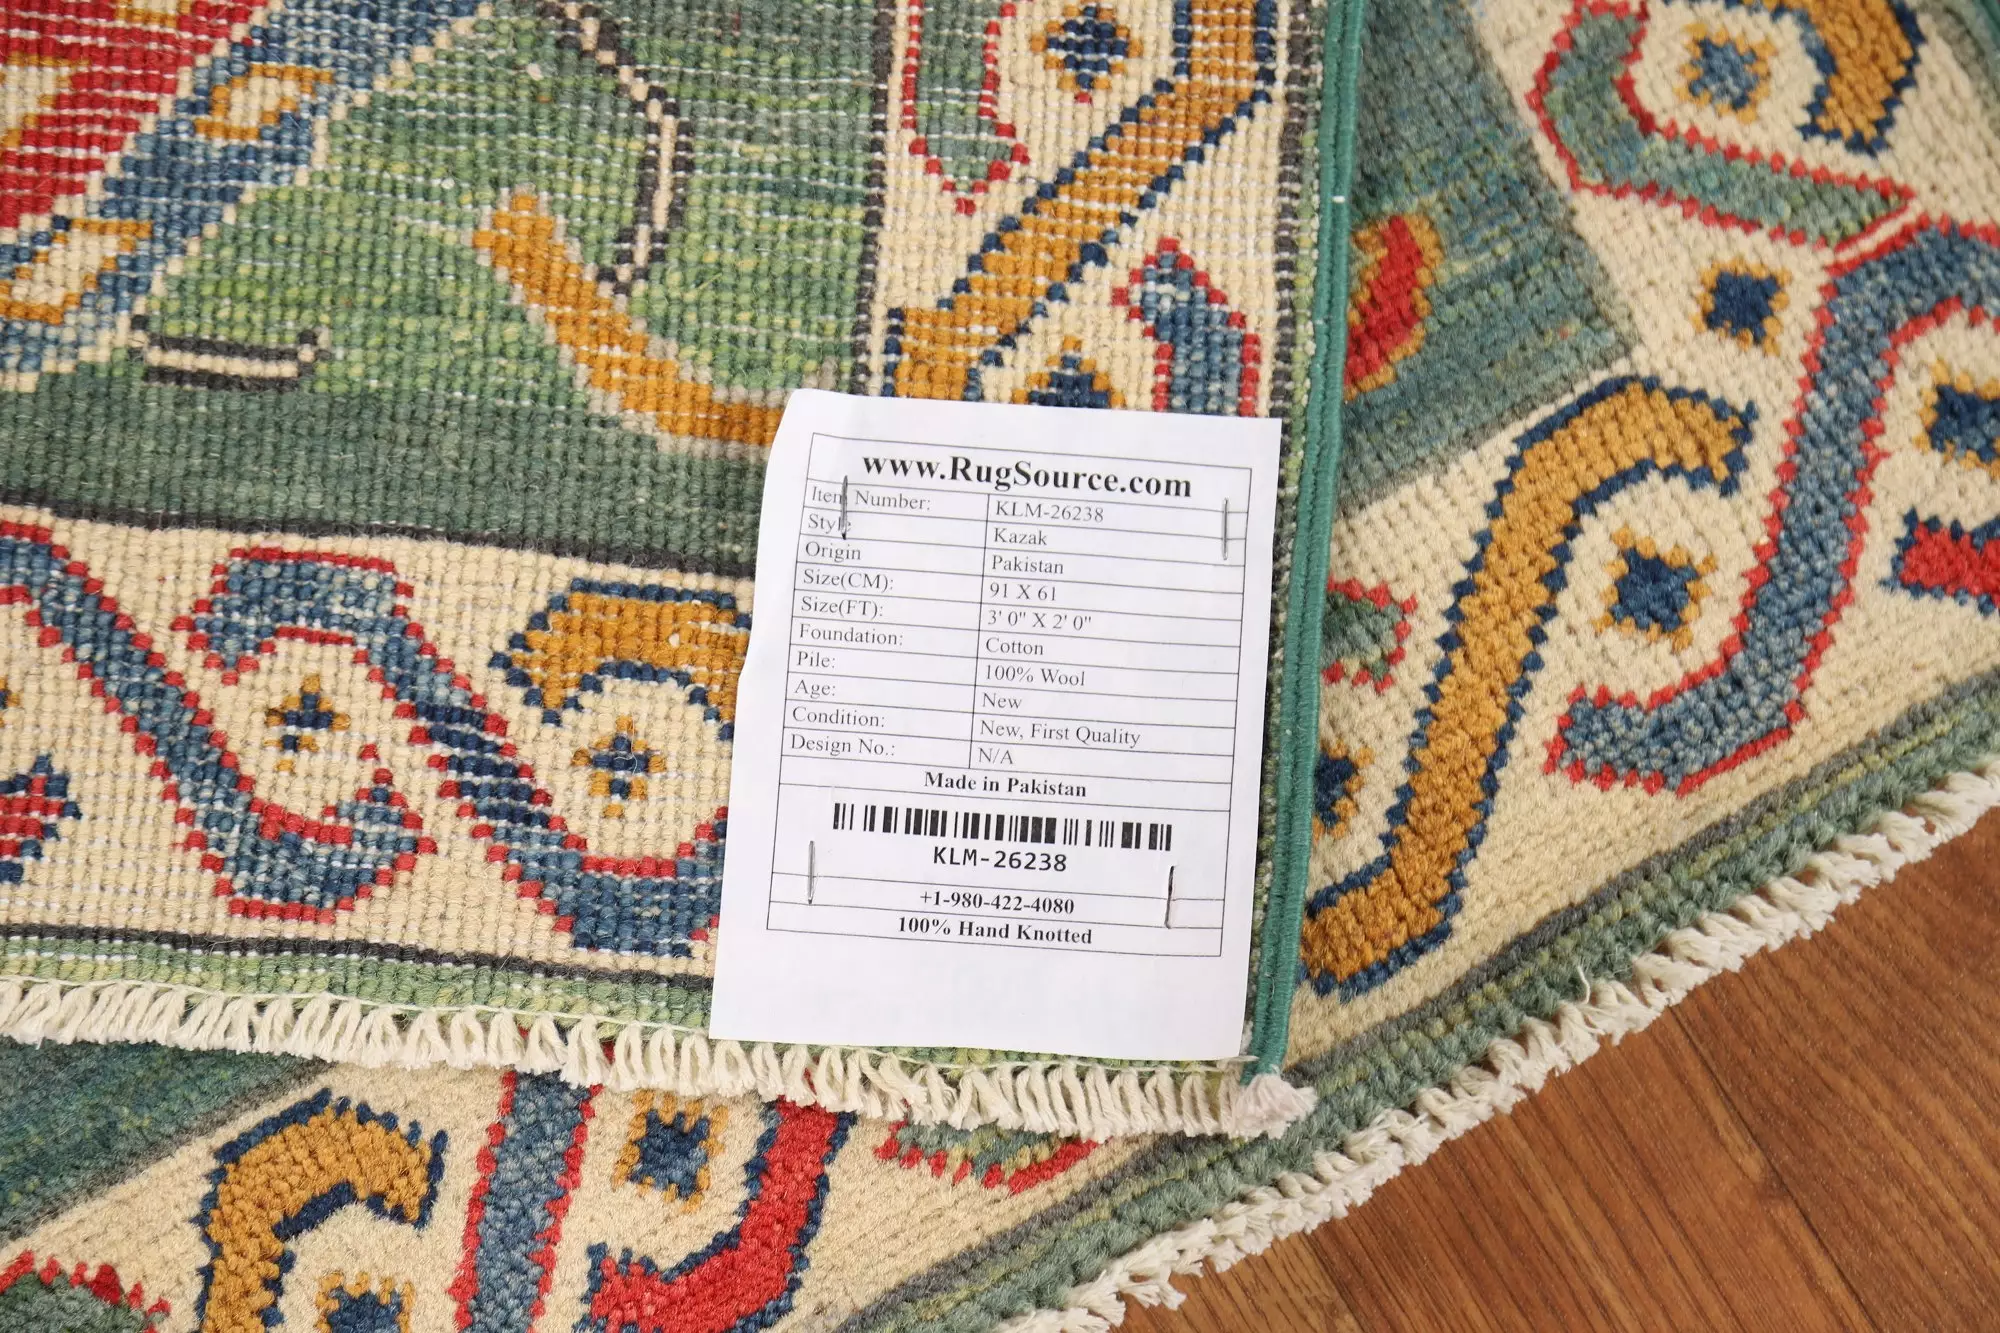 www.RugSource.com
Item Number: KLM-26238
Style: Kazak
Origin Pakistan
Size(CM): 91 X 61
Size(FT): 3' 0" X 2' 0"
Foundation: Cotton
Pile: 100% Wool
Age: New
Condition: New, First Quality
Design No.: N/A
Made in Pakistan
KLM-26238
+1-980-422-4080
100% Hand Knotted